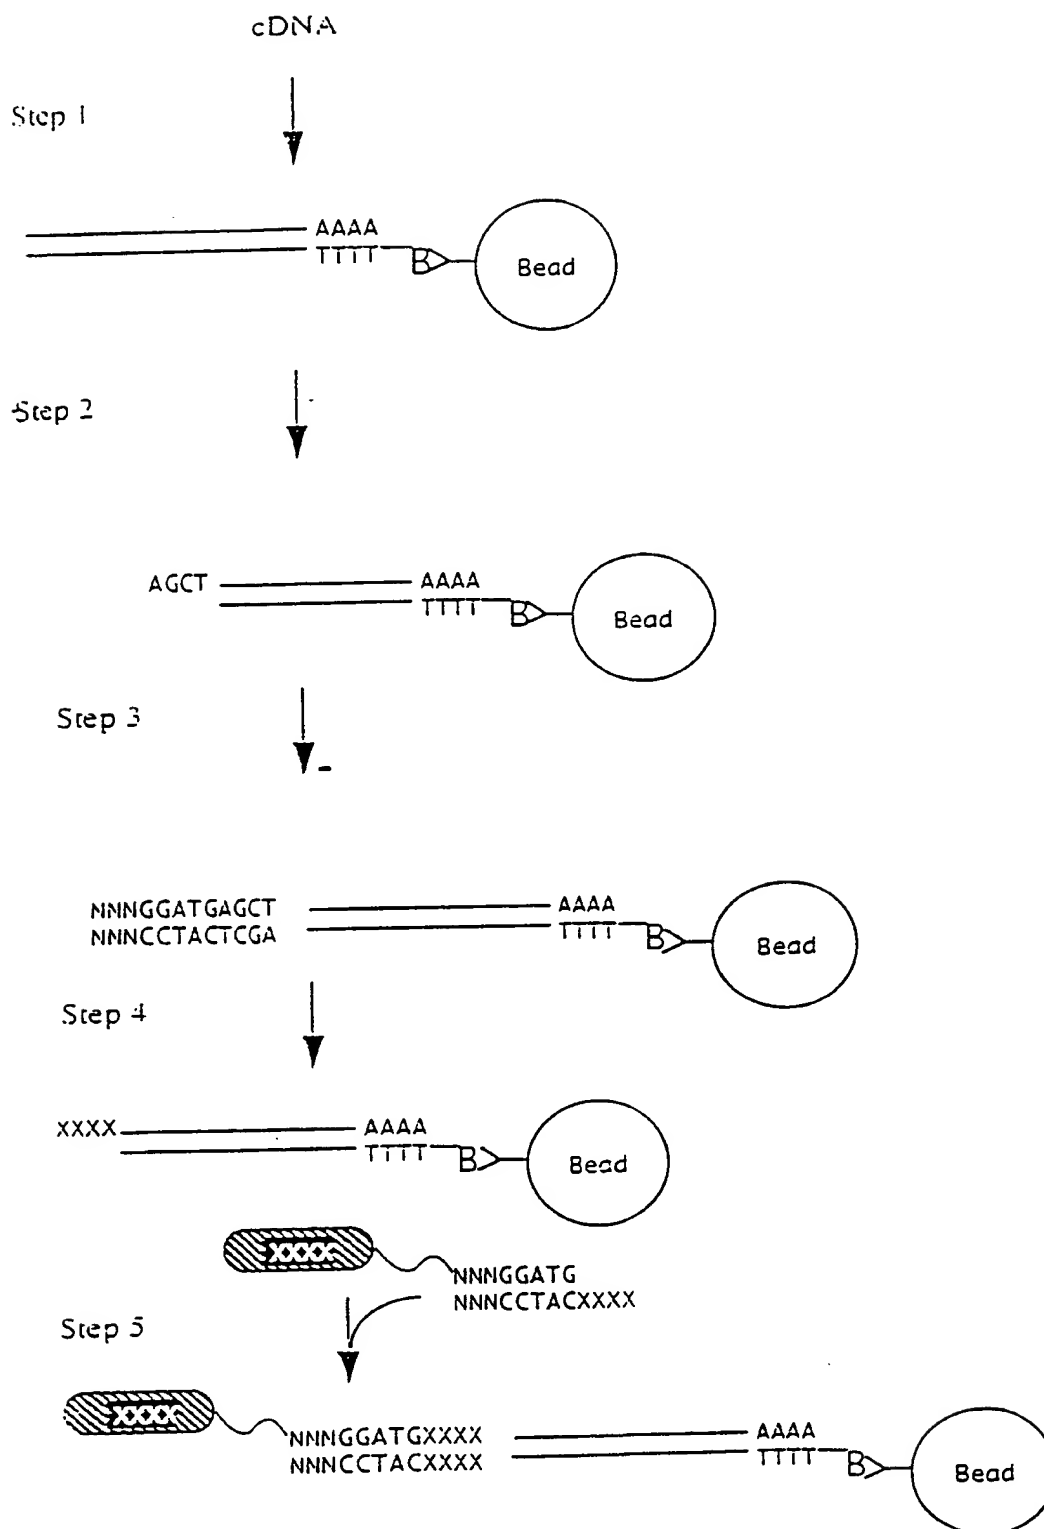 cDNA
Step 1
AAAA
TTTT B Bead
Step 2
AGCT AAAA
TTTT B Bead
Step 3
NNNGGATGAGCT AAAA
NNNCCTACTCGA TTTT B Bead
Step 4
XXXX AAAA
TTTT B Bead
XXXX
NNNGGATG
NNNCCTACXXXX
Step 5
XXXX
NNNGGATGXXXX AAAA
NNNCCTACXXXX TTTT B Bead